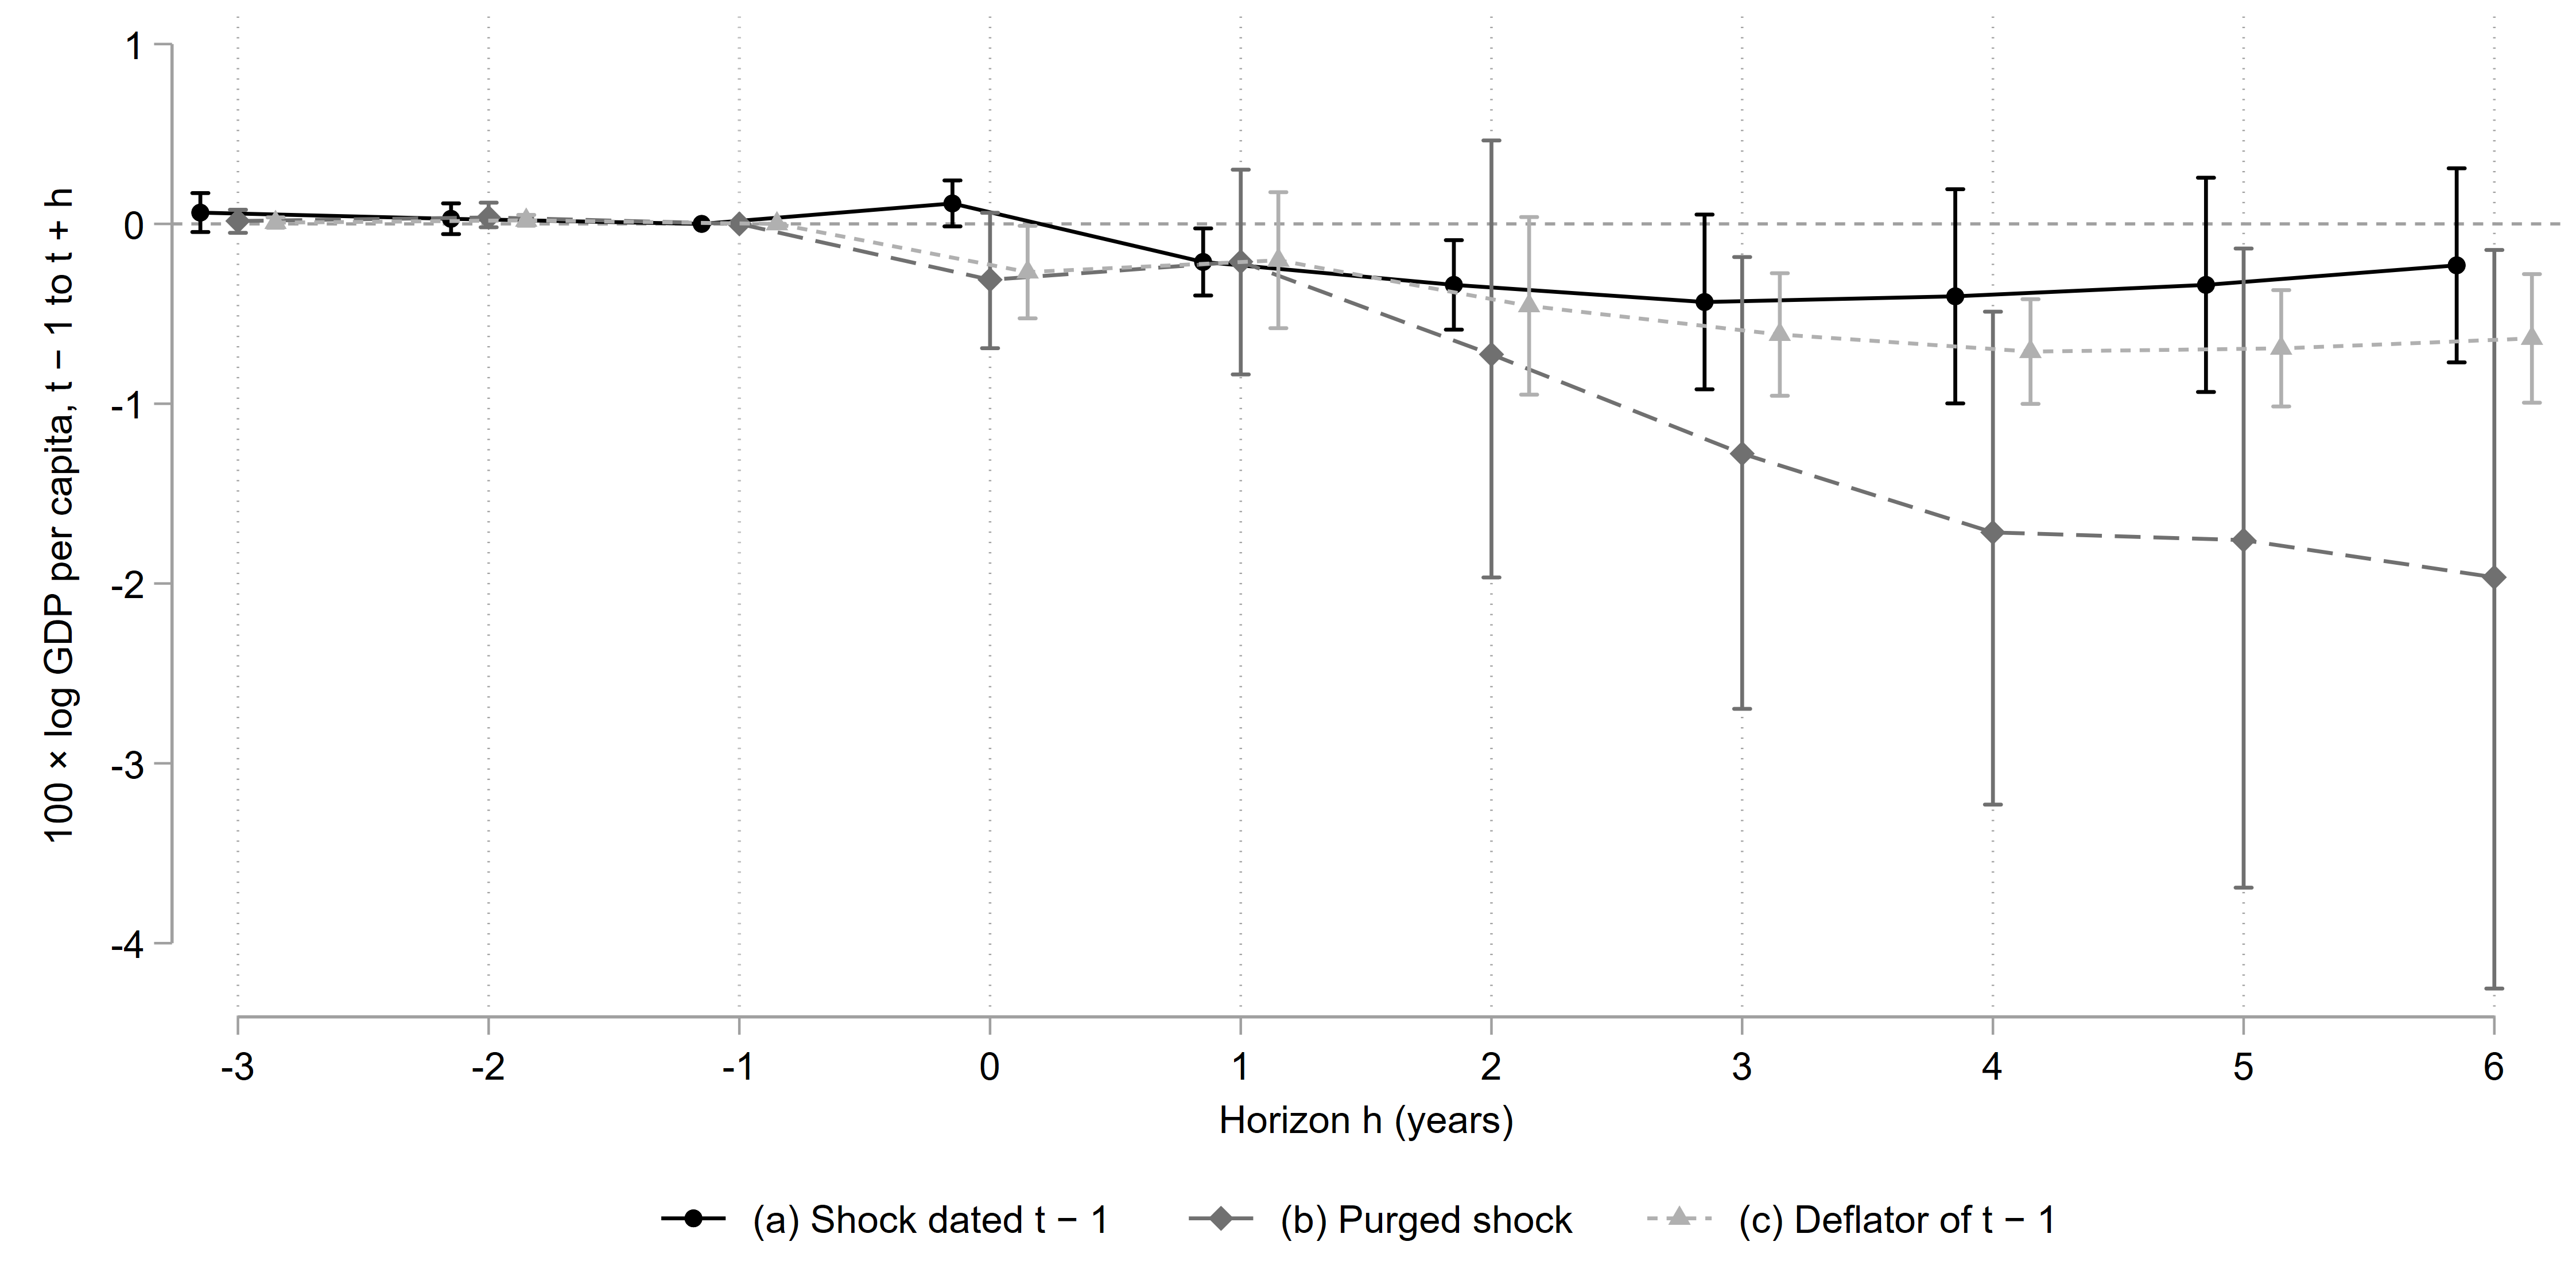 100 × log GDP per capita, t − 1 to t + h
1
0
-1
-2
-3
-4
-3 -2 -1 0 1 2 3 4 5 6
Horizon h (years)
(a) Shock dated t − 1 (b) Purged shock (c) Deflator of t − 1